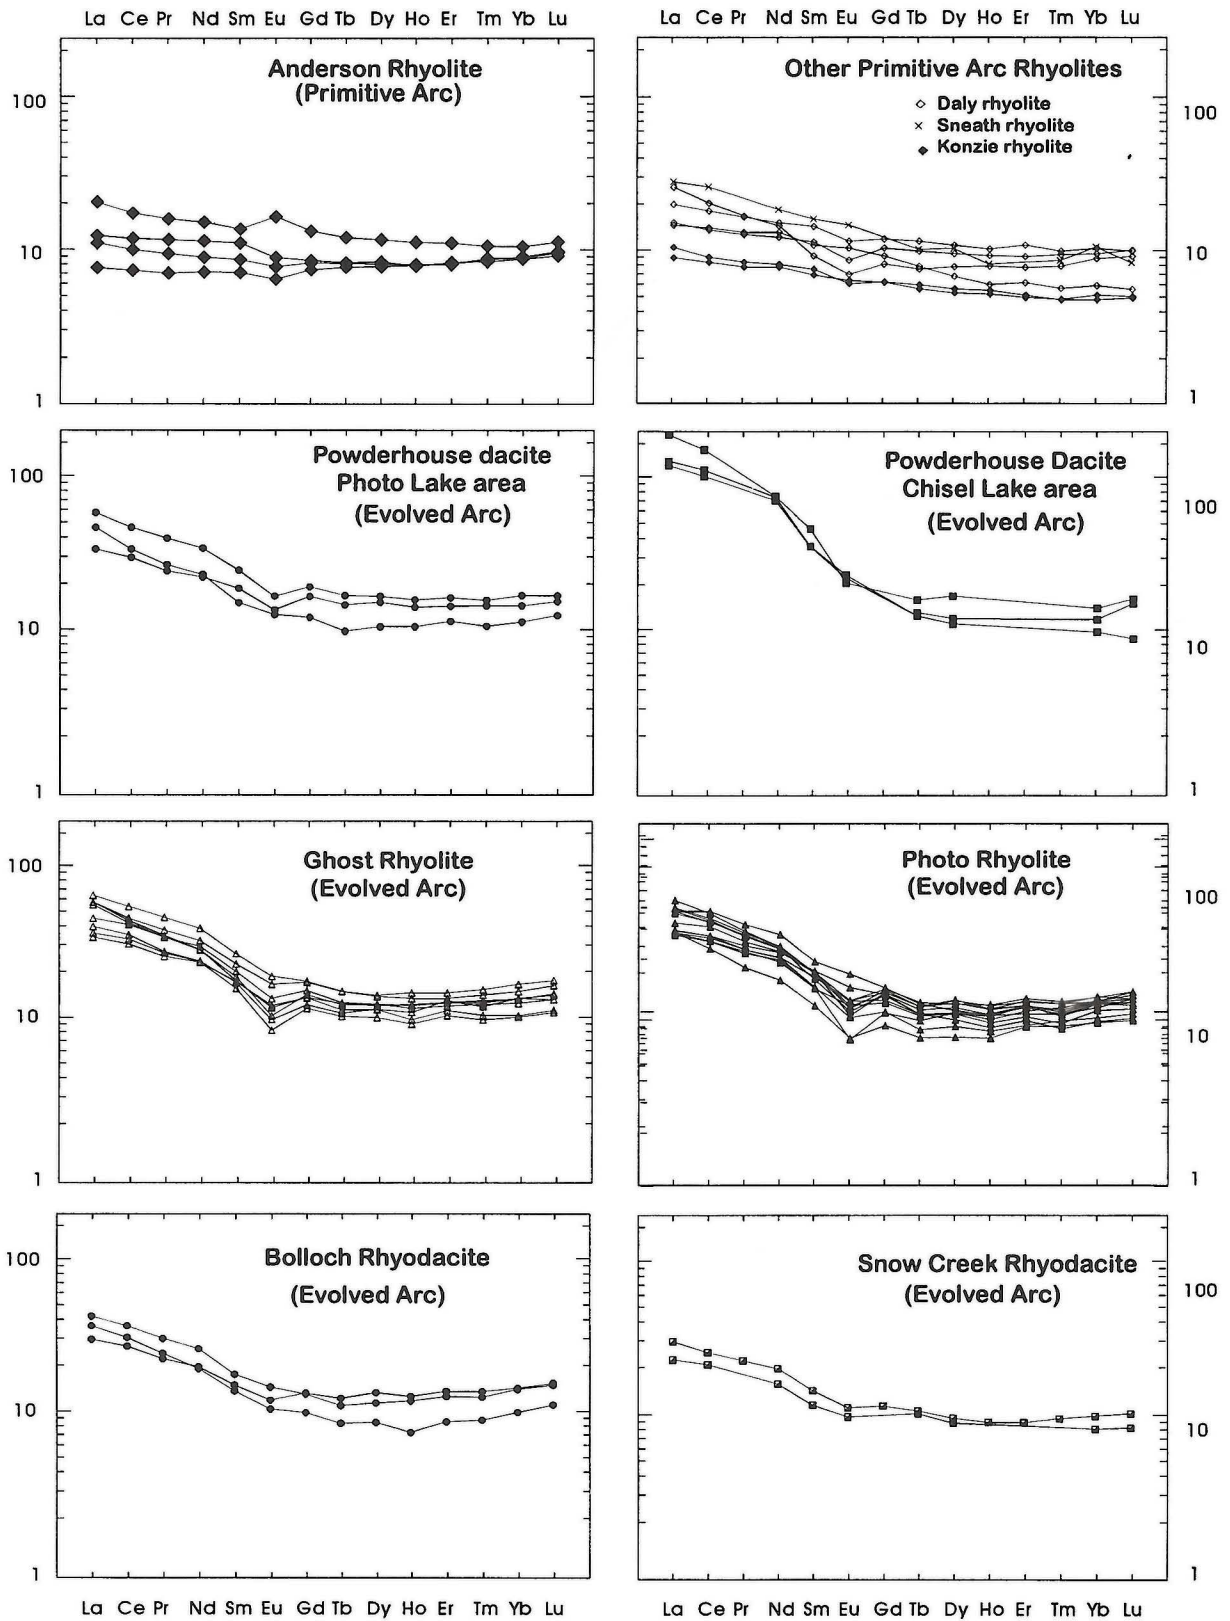 La Ce Pr Nd Sm Eu Gd Tb Dy Ho Er Tm Yb Lu
Anderson Rhyolite
(Primitive Arc)
100
10
1
La Ce Pr Nd Sm Eu Gd Tb Dy Ho Er Tm Yb Lu
Other Primitive Arc Rhyolites
Daly rhyolite
Sneath rhyolite
Konzie rhyolite
100
10
1
Powderhouse dacite
Photo Lake area
(Evolved Arc)
100
10
1
Powderhouse Dacite
Chisel Lake area
(Evolved Arc)
100
10
1
Ghost Rhyolite
(Evolved Arc)
100
10
1
Photo Rhyolite
(Evolved Arc)
100
10
1
Bolloch Rhyodacite
(Evolved Arc)
100
10
1
La Ce Pr Nd Sm Eu Gd Tb Dy Ho Er Tm Yb Lu
Snow Creek Rhyodacite
(Evolved Arc)
100
10
1
La Ce Pr Nd Sm Eu Gd Tb Dy Ho Er Tm Yb Lu